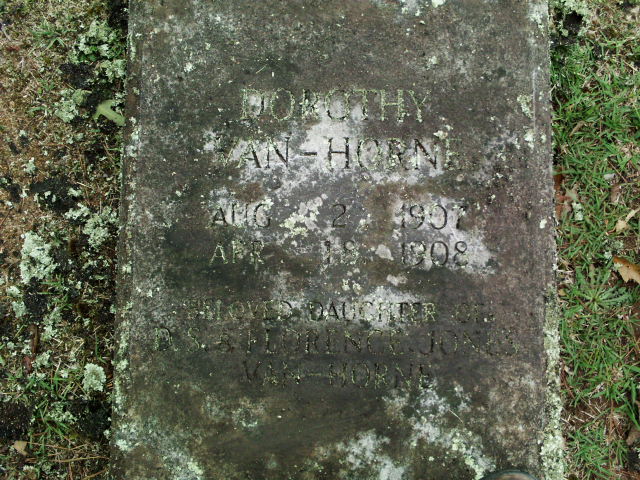 DOROTHY
VAN-HORNE
AUG 2 1907
APR 18 1908
BELOVED DAUGHTER OF
D.S. & FLORENCE JONES
VAN-HORNE